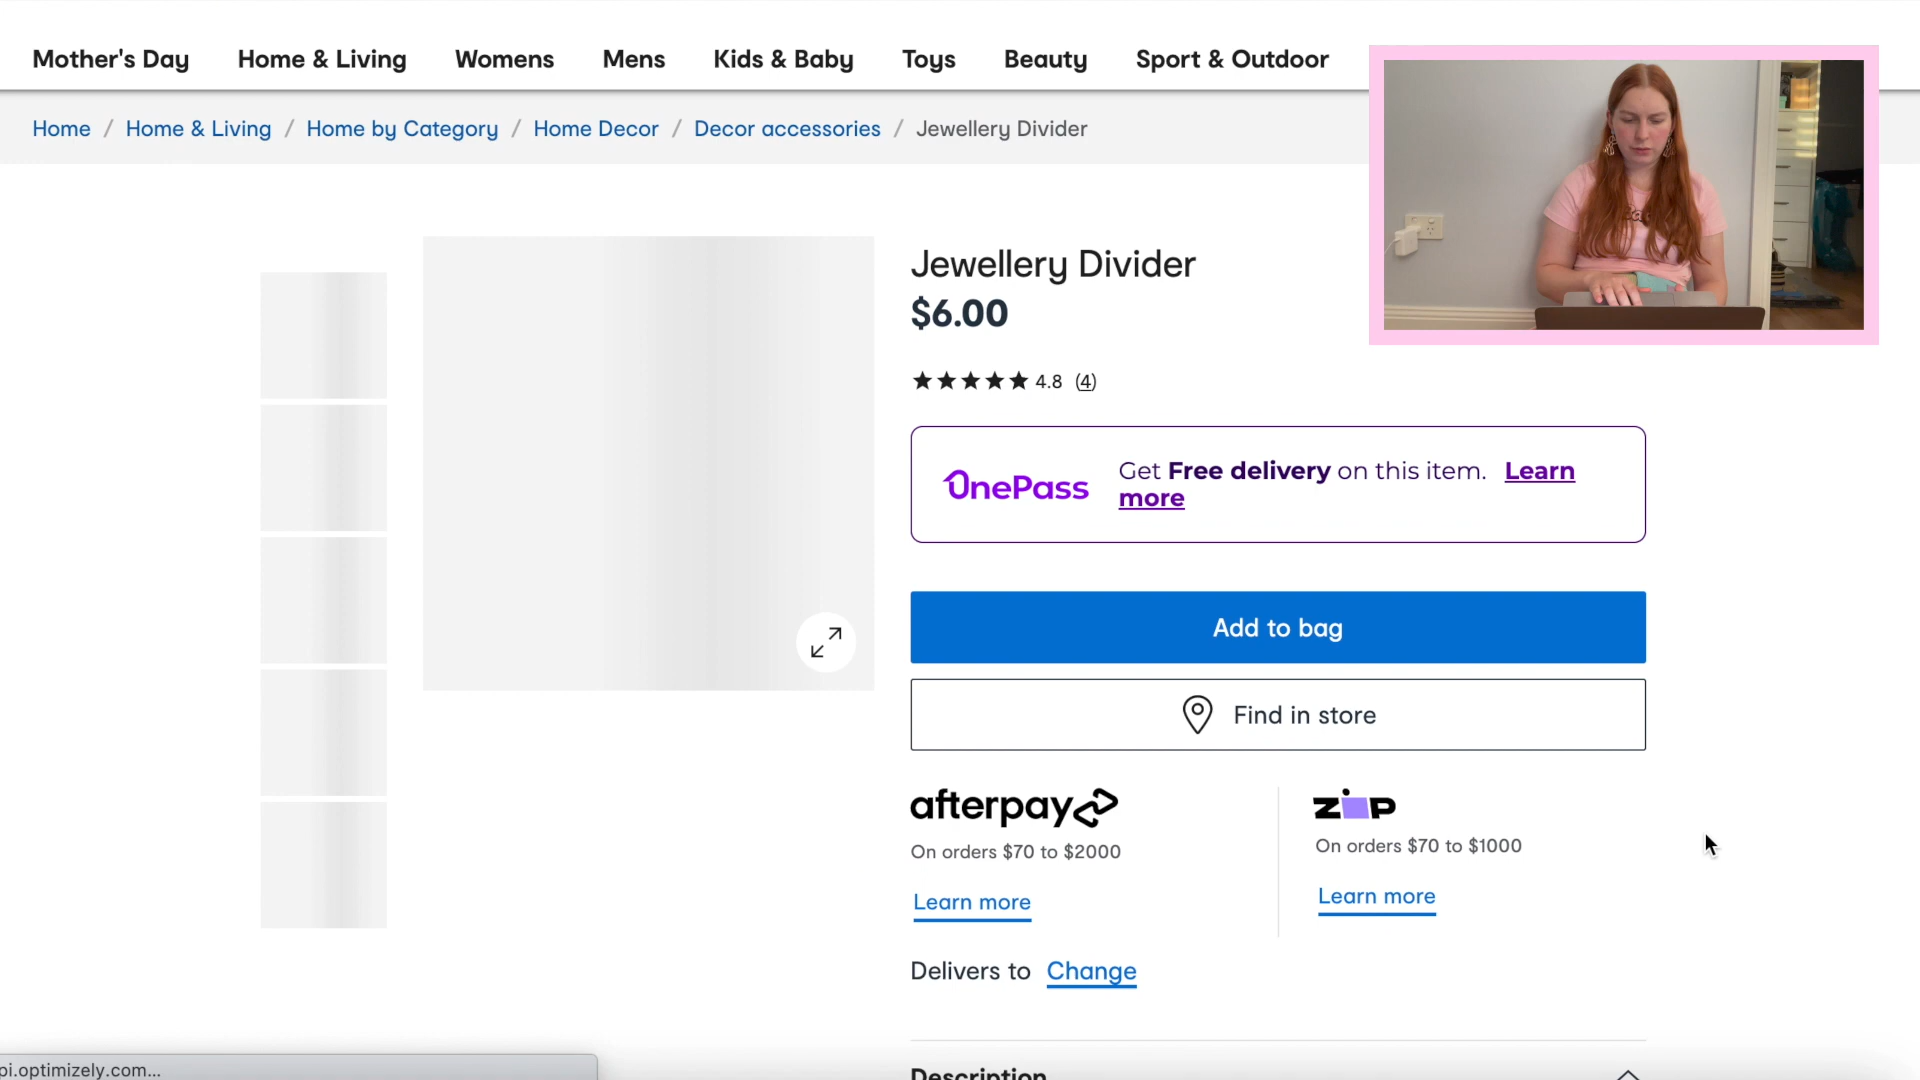 Mother's Day Home & Living Womens Mens Kids & Baby Toys Beauty Sport & Outdoor
Home / Home & Living / Home by Category / Home Decor / Decor accessories / Jewellery Divider
Jewellery Divider
$6.00
4.8 (4)
OnePass
Get Free delivery on this item. Learn
more
Add to bag
Find in store
afterpay
On orders $70 to $2000
Learn more
zip
On orders $70 to $1000
Learn more
Delivers to Change
Description
pi.optimizely.com...